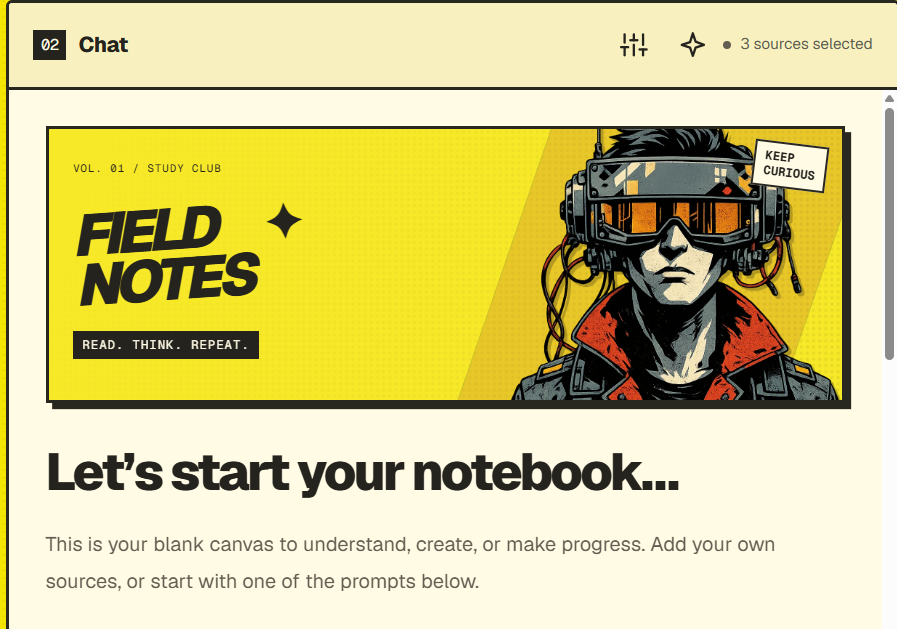 02 Chat
3 sources selected
VOL. 01 / STUDY CLUB
KEEP
CURIOUS
FIELD
NOTES
READ. THINK. REPEAT.
Let’s start your notebook...
This is your blank canvas to understand, create, or make progress. Add your own
sources, or start with one of the prompts below.